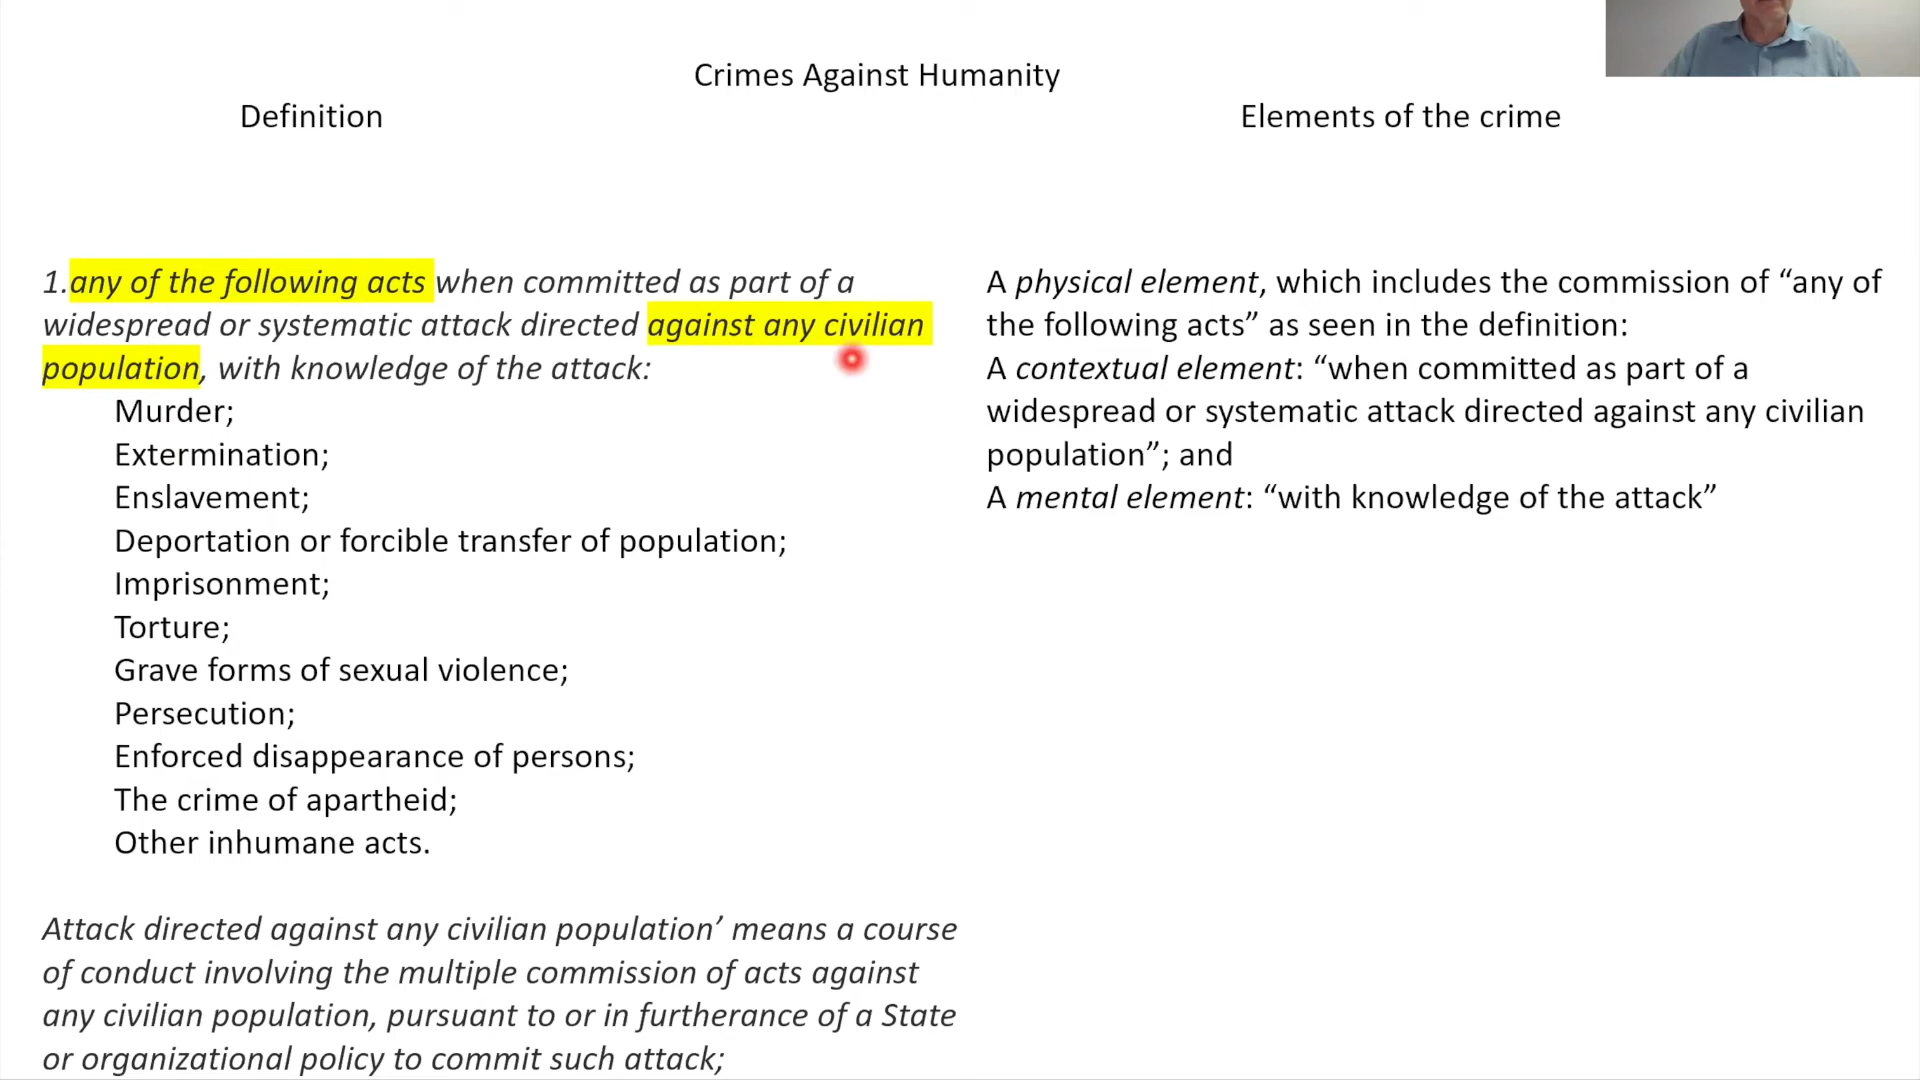 Crimes Against Humanity
Definition
Elements of the crime
1.any of the following acts when committed as part of a
widespread or systematic attack directed against any civilian
population, with knowledge of the attack:
Murder;
Extermination;
Enslavement;
Deportation or forcible transfer of population;
Imprisonment;
Torture;
Grave forms of sexual violence;
Persecution;
Enforced disappearance of persons;
The crime of apartheid;
Other inhumane acts.
Attack directed against any civilian population’ means a course
of conduct involving the multiple commission of acts against
any civilian population, pursuant to or in furtherance of a State
or organizational policy to commit such attack;
A physical element, which includes the commission of “any of
the following acts” as seen in the definition:
A contextual element: “when committed as part of a
widespread or systematic attack directed against any civilian
population”; and
A mental element: “with knowledge of the attack”